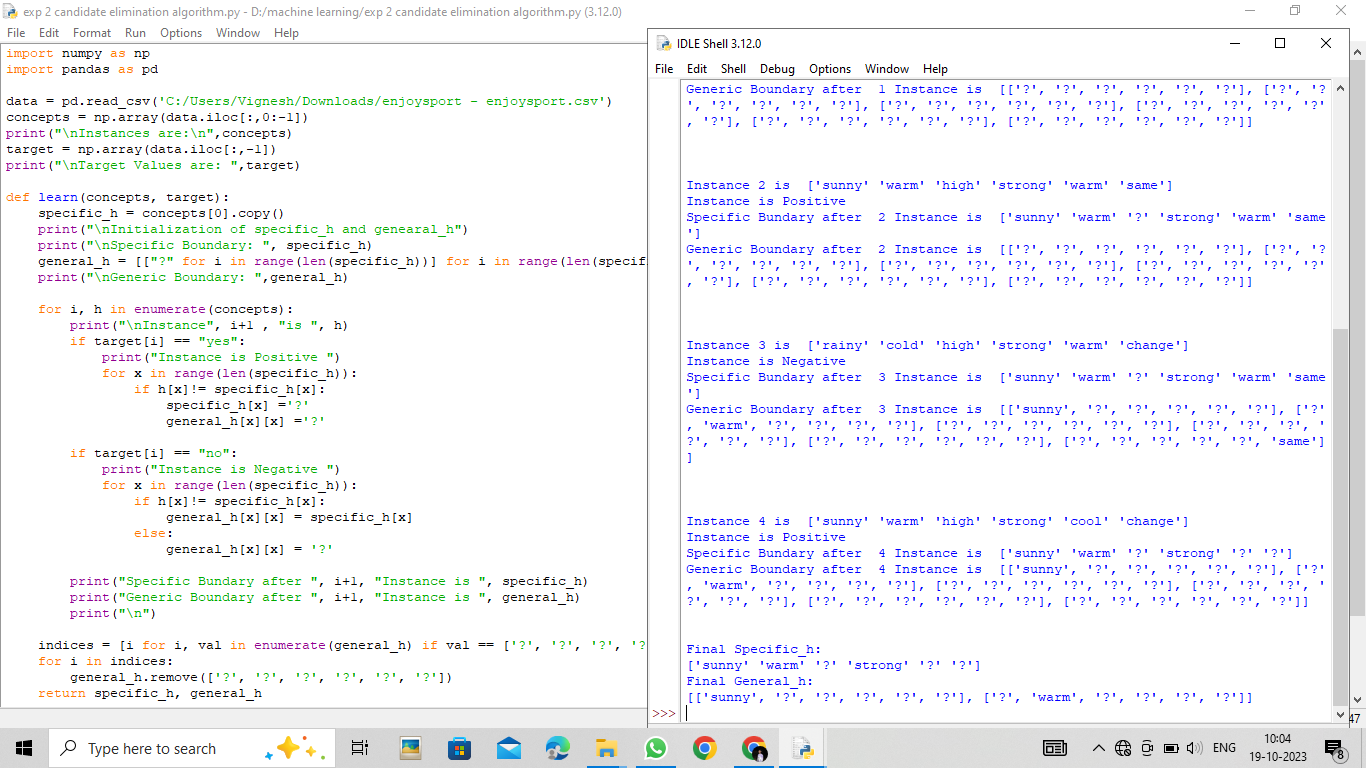 exp 2 candidate elimination algorithm.py - D:/machine learning/exp 2 candidate elimination algorithm.py (3.12.0)
File Edit Format Run Options Window Help
import numpy as np
import pandas as pd
data = pd.read_csv('C:/Users/Vignesh/Downloads/enjoysport - enjoysport.csv')
concepts = np.array(data.iloc[:,0:-1])
print("\nInstances are:\n",concepts)
target = np.array(data.iloc[:,-1])
print("\nTarget Values are: ",target)
def learn(concepts, target):
    specific_h = concepts[0].copy()
    print("\nInitialization of specific_h and genearal_h")
    print("\nSpecific Boundary: ", specific_h)
    general_h = [["?" for i in range(len(specific_h))] for i in range(len(specif
    print("\nGeneric Boundary: ",general_h)
    for i, h in enumerate(concepts):
        print("\nInstance", i+1 , "is ", h)
        if target[i] == "yes":
            print("Instance is Positive ")
            for x in range(len(specific_h)):
                if h[x]!= specific_h[x]:
                    specific_h[x] ='?'
                    general_h[x][x] ='?'
        if target[i] == "no":
            print("Instance is Negative ")
            for x in range(len(specific_h)):
                if h[x]!= specific_h[x]:
                    general_h[x][x] = specific_h[x]
                else:
                    general_h[x][x] = '?'
        print("Specific Bundary after ", i+1, "Instance is ", specific_h)
        print("Generic Boundary after ", i+1, "Instance is ", general_h)
        print("\n")
    indices = [i for i, val in enumerate(general_h) if val == ['?', '?', '?', '?
    for i in indices:
        general_h.remove(['?', '?', '?', '?', '?', '?'])
    return specific_h, general_h
IDLE Shell 3.12.0
File Edit Shell Debug Options Window Help
Generic Boundary after  1 Instance is  [['?', '?', '?', '?', '?', '?'], ['?', '?'
, '?', '?', '?', '?'], ['?', '?', '?', '?', '?', '?'], ['?', '?', '?', '?', '?'
, '?'], ['?', '?', '?', '?', '?', '?'], ['?', '?', '?', '?', '?', '?']]
Instance 2 is  ['sunny' 'warm' 'high' 'strong' 'warm' 'same']
Instance is Positive
Specific Bundary after  2 Instance is  ['sunny' 'warm' '?' 'strong' 'warm' 'same
']
Generic Boundary after  2 Instance is  [['?', '?', '?', '?', '?', '?'], ['?', '?'
, '?', '?', '?', '?'], ['?', '?', '?', '?', '?', '?'], ['?', '?', '?', '?', '?'
, '?'], ['?', '?', '?', '?', '?', '?'], ['?', '?', '?', '?', '?', '?']]
Instance 3 is  ['rainy' 'cold' 'high' 'strong' 'warm' 'change']
Instance is Negative
Specific Bundary after  3 Instance is  ['sunny' 'warm' '?' 'strong' 'warm' 'same
']
Generic Boundary after  3 Instance is  [['sunny', '?', '?', '?', '?', '?'], ['?'
, 'warm', '?', '?', '?', '?'], ['?', '?', '?', '?', '?', '?'], ['?', '?', '?', '
?', '?', '?'], ['?', '?', '?', '?', '?', '?'], ['?', '?', '?', '?', '?', 'same']
]
Instance 4 is  ['sunny' 'warm' 'high' 'strong' 'cool' 'change']
Instance is Positive
Specific Bundary after  4 Instance is  ['sunny' 'warm' '?' 'strong' '?' '?']
Generic Boundary after  4 Instance is  [['sunny', '?', '?', '?', '?', '?'], ['?'
, 'warm', '?', '?', '?', '?'], ['?', '?', '?', '?', '?', '?'], ['?', '?', '?', '
?', '?', '?'], ['?', '?', '?', '?', '?', '?'], ['?', '?', '?', '?', '?', '?']]
Final Specific_h:
['sunny' 'warm' '?' 'strong' '?' '?']
Final General_h:
[['sunny', '?', '?', '?', '?', '?'], ['?', 'warm', '?', '?', '?', '?']]
>>>
47
Type here to search
ENG
10:04
19-10-2023
8